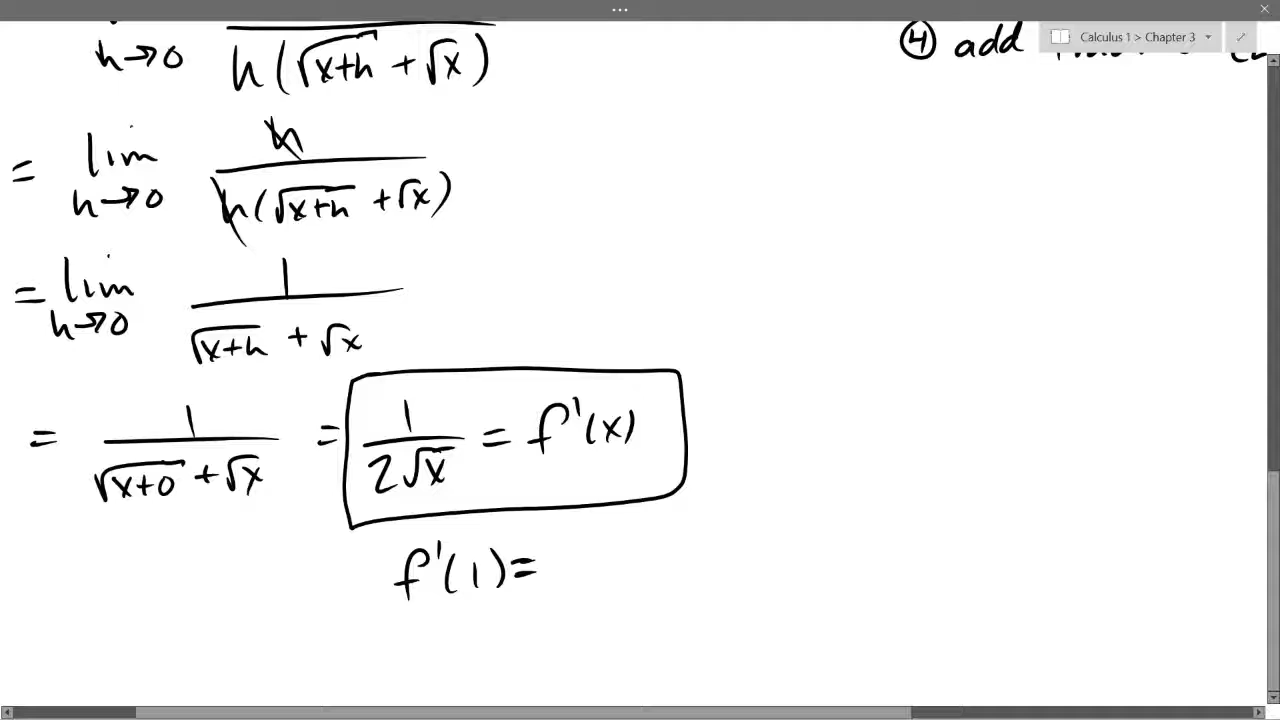 Calculus 1 > Chapter 3
④ add
h→0 h(√x+h + √x)
= lim h→0 h / h(√x+h + √x)
= lim h→0 1 / √x+h + √x
= 1 / √x+0 + √x = 1 / 2√x = f'(x)
f'(1)=